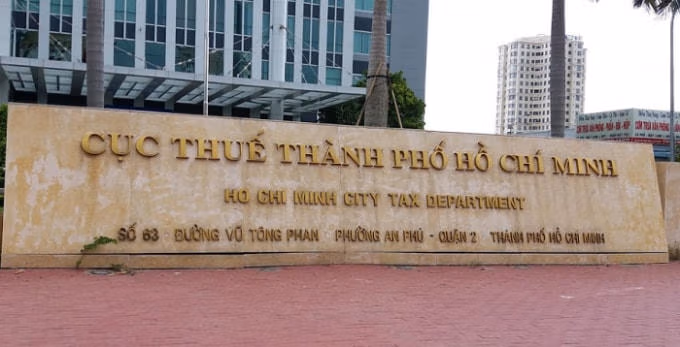 CỤC THUẾ THÀNH PHỐ HỒ CHÍ MINH
HO CHI MINH CITY TAX DEPARTMENT
SỐ 63 - ĐƯỜNG VŨ TÔNG PHAN PHƯỜNG AN PHÚ - QUẬN 2 THÀNH PHỐ HỒ CHÍ MINH